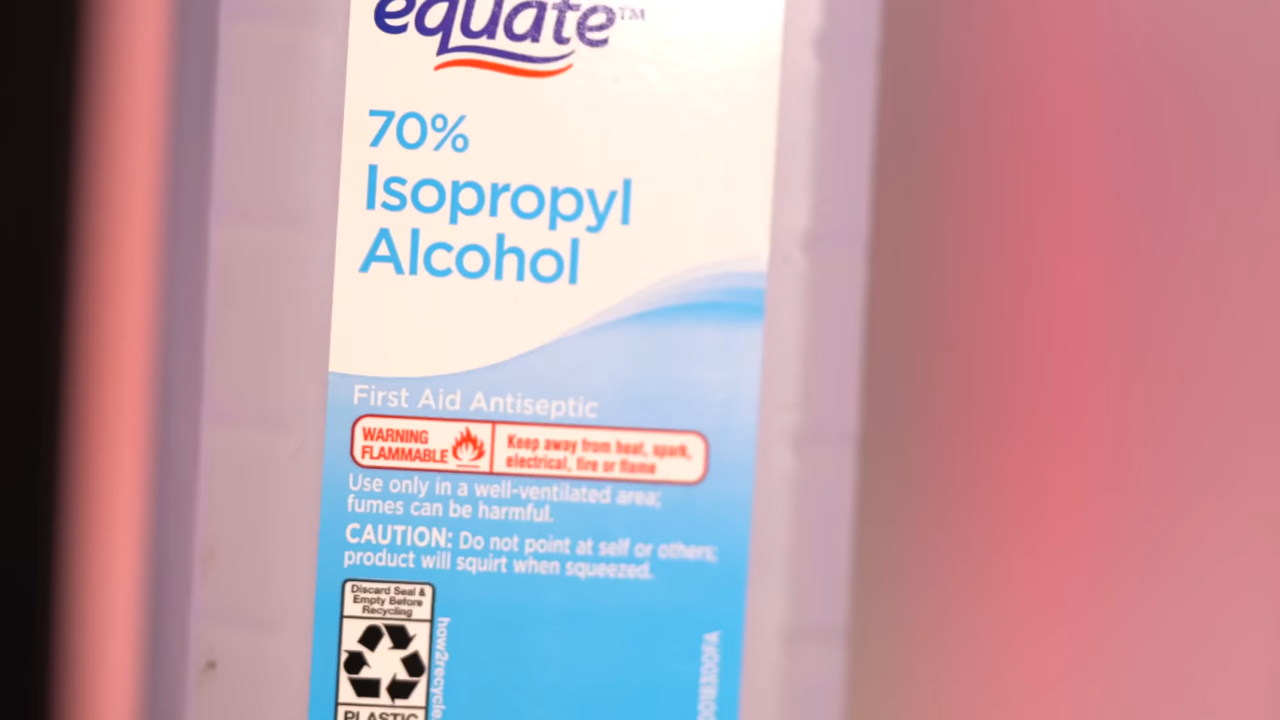 equate™
70%
Isopropyl
Alcohol
First Aid Antiseptic
WARNING
FLAMMABLE
Keep away from heat, spark,
electrical, fire or flame
Use only in a well-ventilated area;
fumes can be harmful.
CAUTION: Do not point at self or others;
product will squirt when squeezed.
Discard Seal &
Empty Before
Recycling
PLASTIC
how2recycle